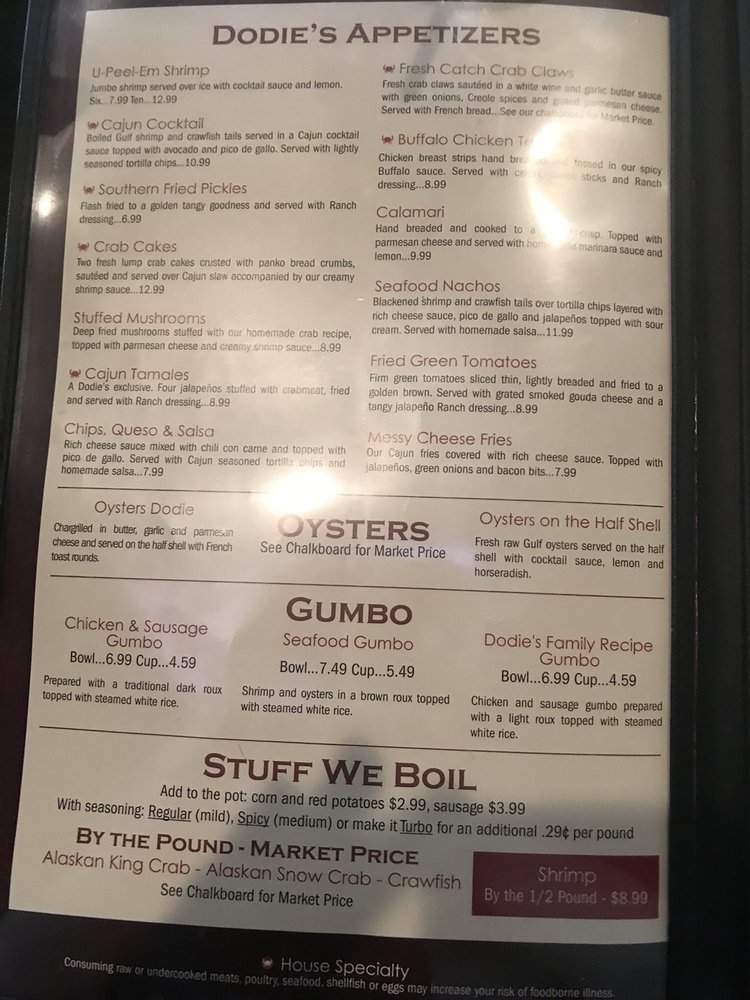 DODIE'S APPETIZERS
U-Peel-Em Shrimp
Jumbo shrimp served over ice with cocktail sauce and lemon.
Six...7.99 Ten...12.99
Cajun Cocktail
Boiled Gulf shrimp and crawfish tails served in a Cajun cocktail
sauce topped with avocado and pico de gallo. Served with lightly
seasoned tortilla chips...10.99
Southern Fried Pickles
Flash fried to a golden tangy goodness and served with Ranch
dressing...6.99
Crab Cakes
Two fresh lump crab cakes crusted with panko bread crumbs,
sautéed and served over Cajun slaw accompanied by our creamy
shrimp sauce...12.99
Stuffed Mushrooms
Deep fried mushrooms stuffed with our homemade crab recipe,
topped with parmesan cheese and creamy shrimp sauce...8.99
Cajun Tamales
A Dodie's exclusive. Four jalapeños stuffed with crabmeat, fried
and served with Ranch dressing...8.99
Chips, Queso & Salsa
Rich cheese sauce mixed with chili con carne and topped with
pico de gallo. Served with Cajun seasoned tortilla chips and
homemade salsa...7.99
Fresh Catch Crab Claws
Fresh crab claws sautéed in a white wine and garlic butter sauce
with green onions, Creole spices and grated parmesan cheese.
Served with French bread...See our chalkboard for Market Price.
Buffalo Chicken
Chicken breast strips hand tossed in our spicy
Buffalo sauce. Served with sticks and Ranch
dressing...8.99
Calamari
Hand breaded and cooked to a crisp. Topped with
parmesan cheese and served with homemade marinara sauce and
lemon...9.99
Seafood Nachos
Blackened shrimp and crawfish tails over tortilla chips layered with
rich cheese sauce, pico de gallo and jalapeños topped with sour
cream. Served with homemade salsa...11.99
Fried Green Tomatoes
Firm green tomatoes sliced thin, lightly breaded and fried to a
golden brown. Served with grated smoked gouda cheese and a
tangy jalapeño Ranch dressing...8.99
Messy Cheese Fries
Our Cajun fries covered with rich cheese sauce. Topped with
jalapeños, green onions and bacon bits...7.99
OYSTERS
See Chalkboard for Market Price
Oysters Dodie
Chargrilled in butter, garlic and parmesan
cheese and served on the half shell with French
toast rounds.
Oysters on the Half Shell
Fresh raw Gulf oysters served on the half
shell with cocktail sauce, lemon and
horseradish.
GUMBO
Chicken & Sausage
Gumbo
Bowl...6.99 Cup...4.59
Prepared with a traditional dark roux
topped with steamed white rice.
Seafood Gumbo
Bowl...7.49 Cup...5.49
Shrimp and oysters in a brown roux topped
with steamed white rice.
Dodie's Family Recipe
Gumbo
Bowl...6.99 Cup...4.59
Chicken and sausage gumbo prepared
with a light roux topped with steamed
white rice.
STUFF WE BOIL
Add to the pot: corn and red potatoes $2.99, sausage $3.99
With seasoning: Regular (mild), Spicy (medium) or make it Turbo for an additional .29¢ per pound
BY THE POUND - MARKET PRICE
Alaskan King Crab - Alaskan Snow Crab - Crawfish
See Chalkboard for Market Price
Shrimp
By the 1/2 Pound - $8.99
House Specialty
Consuming raw or undercooked meats, poultry, seafood, shellfish or eggs may increase your risk of foodborne illness.